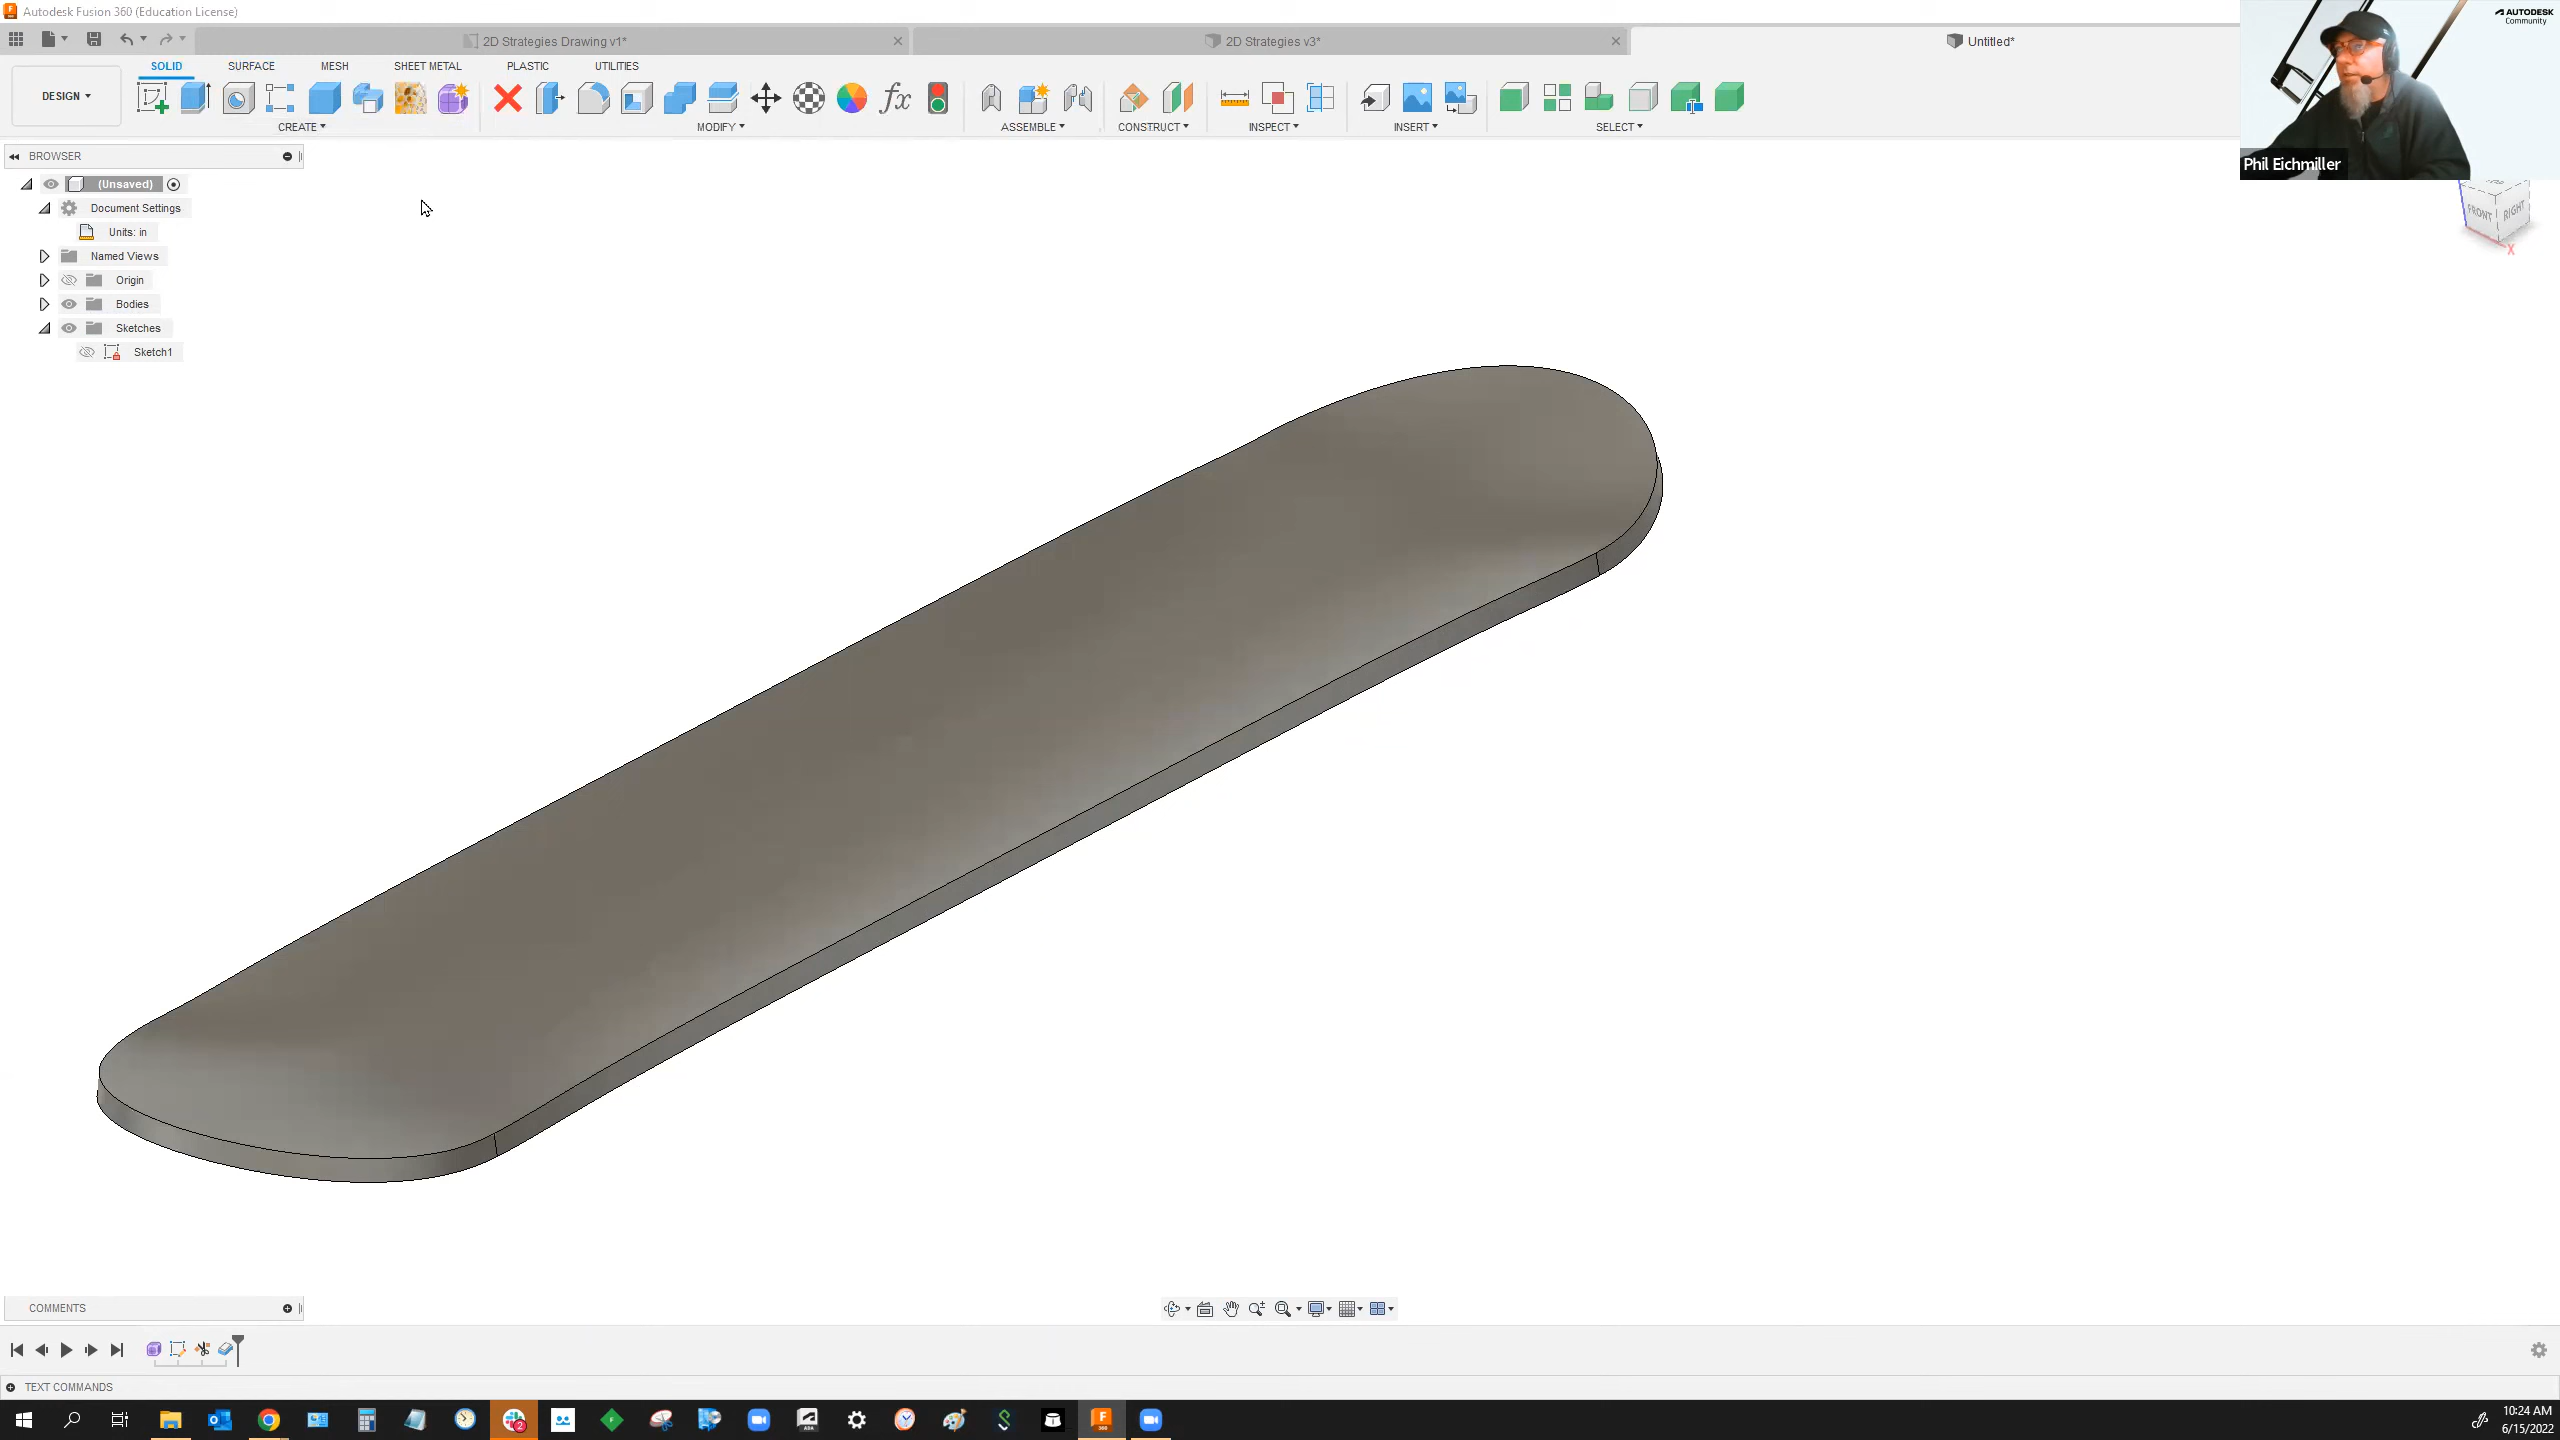 Autodesk Fusion 360 (Education License)
2D Strategies Drawing v1*
2D Strategies v3*
Untitled*
AUTODESK
Community
SOLID
SURFACE
MESH
SHEET METAL
PLASTIC
UTILITIES
DESIGN
CREATE
MODIFY
ASSEMBLE
CONSTRUCT
INSPECT
INSERT
SELECT
Phil Eichmiller
BROWSER
(Unsaved)
Document Settings
Units: in
Named Views
Origin
Bodies
Sketches
Sketch1
FRONT
RIGHT
X
COMMENTS
TEXT COMMANDS
10:24 AM
6/15/2022